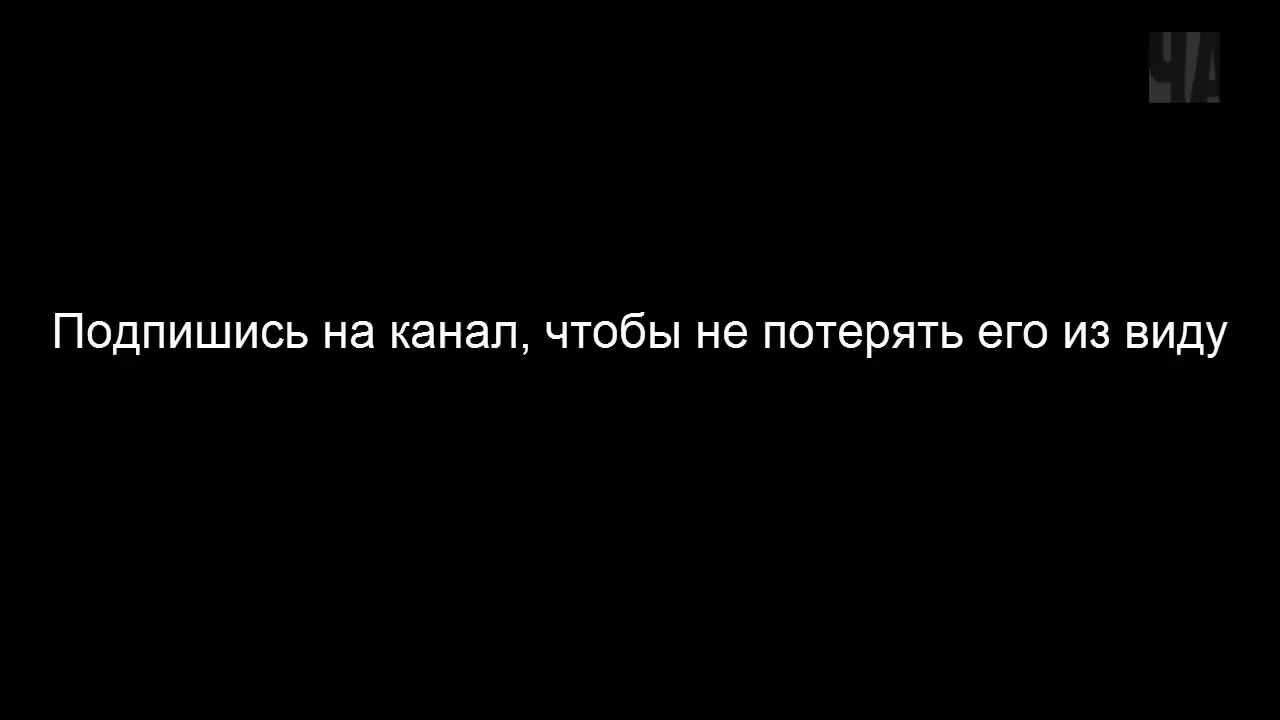 ЧА
Подпишись на канал, чтобы не потерять его из виду